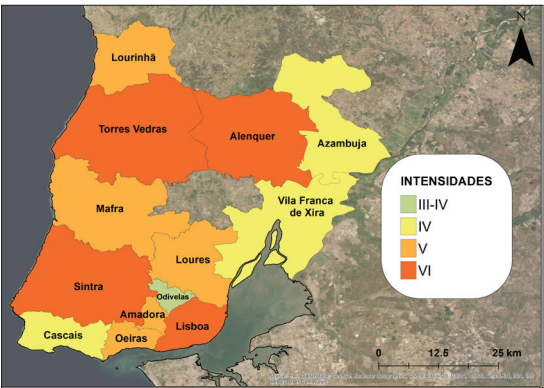 N
Lourinhã
Torres Vedras
Alenquer
Azambuja
Vila Franca
de Xira
Mafra
Loures
Sintra
Odivelas
Amadora
Lisboa
Cascais
Oeiras
INTENSIDADES
III-IV
IV
V
VI
0 12.5 25 km